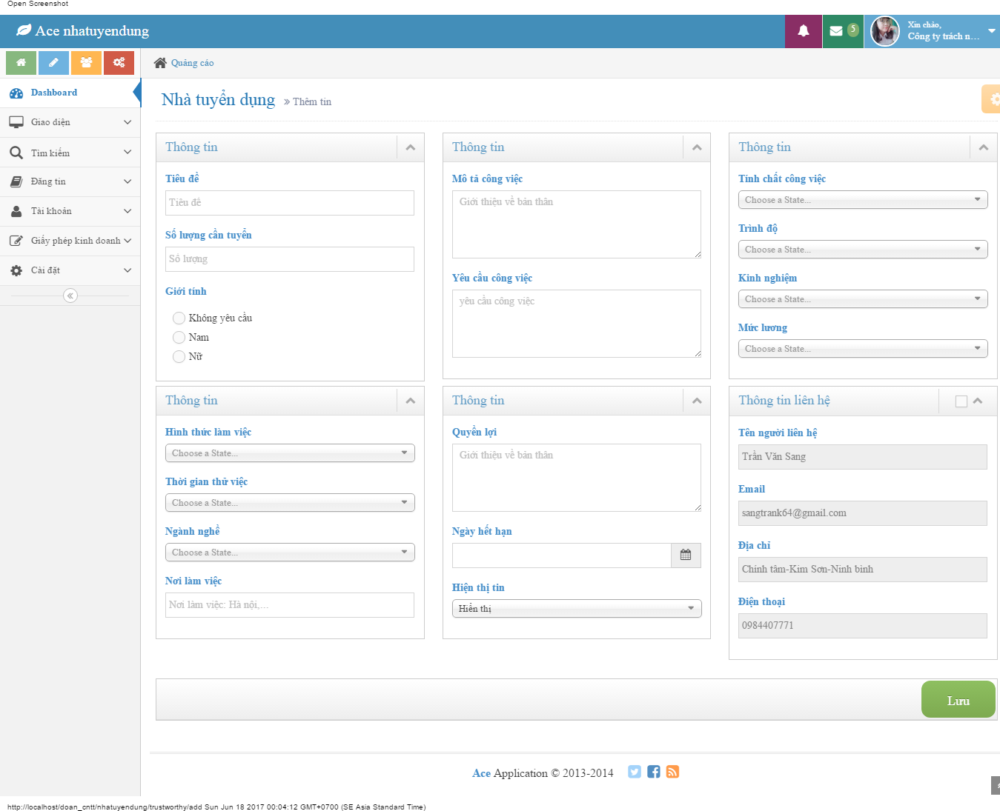 Open Screenshot
Ace nhatuyendung
5
Xin chào,
Công ty trách n...
Quảng cáo
Dashboard
Giao diện
Tìm kiếm
Đăng tin
Tài khoản
Giấy phép kinh doanh
Cài đặt
Nhà tuyển dụng » Thêm tin
Thông tin
Tiêu đề
Tiêu đề
Số lượng cần tuyển
Số lượng
Giới tính
Không yêu cầu
Nam
Nữ
Thông tin
Mô tả công việc
Giới thiệu về bản thân
Yêu cầu công việc
yêu cầu công việc
Thông tin
Tính chất công việc
Choose a State...
Trình độ
Choose a State...
Kinh nghiệm
Choose a State...
Mức lương
Choose a State...
Thông tin
Hình thức làm việc
Choose a State...
Thời gian thử việc
Choose a State...
Ngành nghề
Choose a State...
Nơi làm việc
Nơi làm việc: Hà nội,...
Thông tin
Quyền lợi
Giới thiệu về bản thân
Ngày hết hạn
Hiện thị tin
Hiển thị
Thông tin liên hệ
Tên người liên hệ
Trần Văn Sang
Email
sangtrank64@gmail.com
Địa chỉ
Chính tâm-Kim Sơn-Ninh bình
Điện thoại
0984407771
Lưu
Ace Application © 2013-2014
http://localhost/doan_cntt/nhatuyendung/trustworthy/add Sun Jun 18 2017 00:04:12 GMT+0700 (SE Asia Standard Time)